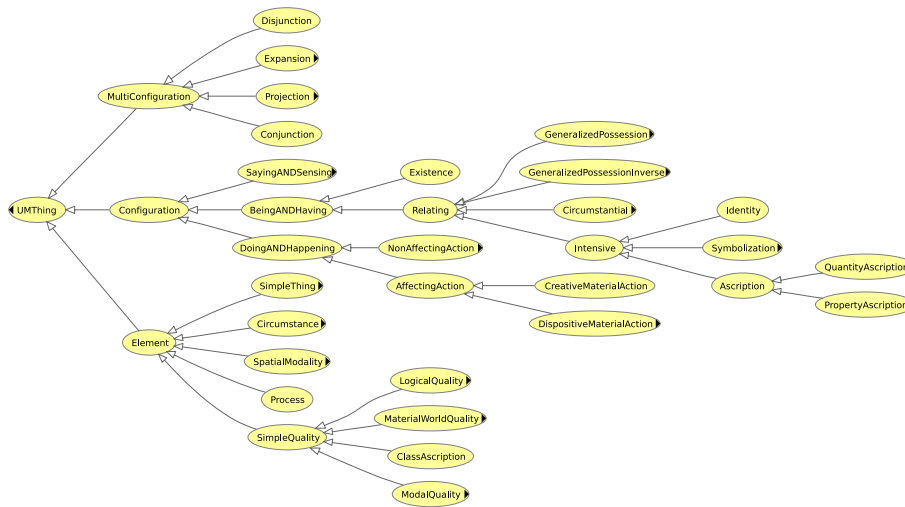 Disjunction
Expansion
MultiConfiguration
Projection
Conjunction
GeneralizedPossession
SayingANDSensing
Existence
GeneralizedPossessionInverse
UMThing
Configuration
BeingANDHaving
Relating
Circumstantial
Identity
DoingANDHappening
NonAffectingAction
Intensive
Symbolization
QuantityAscription
SimpleThing
AffectingAction
CreativeMaterialAction
Ascription
PropertyAscription
Circumstance
DispositiveMaterialAction
Element
SpatialModality
LogicalQuality
Process
MaterialWorldQuality
SimpleQuality
ClassAscription
ModalQuality